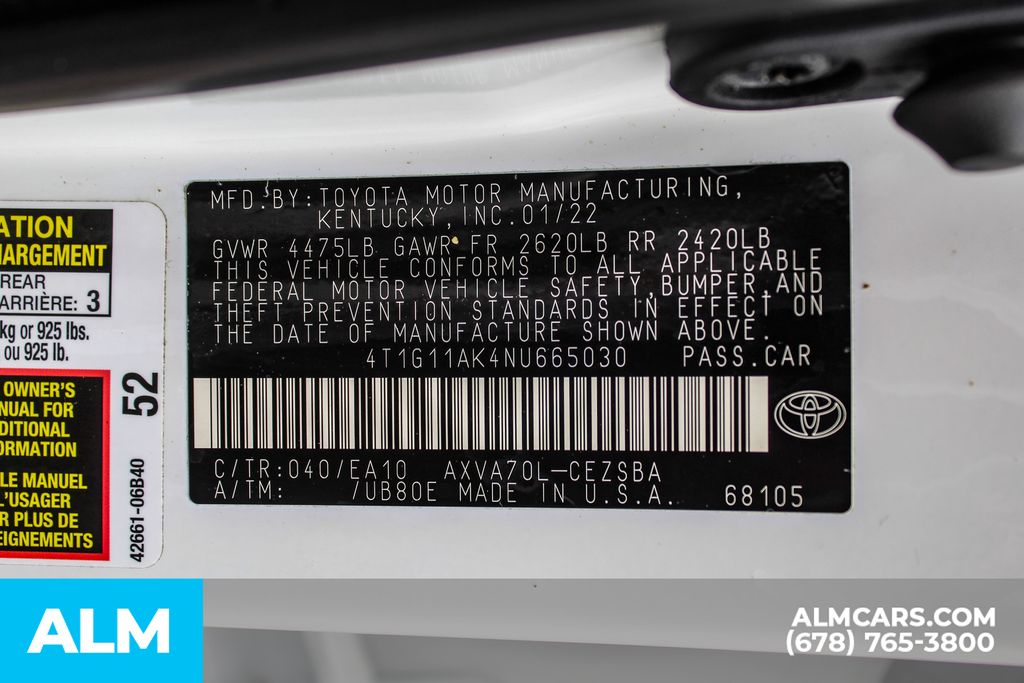 MFD.BY:TOYOTA MOTOR MANUFACTURING,
KENTUCKY, INC.01/22
GVWR 4475LB GAWR FR 2620LB RR 2420LB
THIS VEHICLE CONFORMS TO ALL APPLICABLE
FEDERAL MOTOR VEHICLE SAFETY,BUMPER,AND
THEFT PREVENTION STANDARDS IN EFFECT ON
THE DATE OF MANUFACTURE SHOWN ABOVE.
4T1G11AK4NU665030 PASS.CAR
C/TR:040/EA10 AXVA70L-CEZSBA
A/TM: /UB80E MADE IN U.S.A. 68105
ATION
HARGEMENT
REAR
ARRIÈRE: 3
kg or 925 lbs.
ou 925 lb.
OWNER'S
NUAL FOR
DITIONAL
ORMATION
LE MANUEL
L'USAGER
R PLUS DE
EIGNEMENTS
52
42661-06B40
ALM
ALMCARS.COM
(678) 765-3800